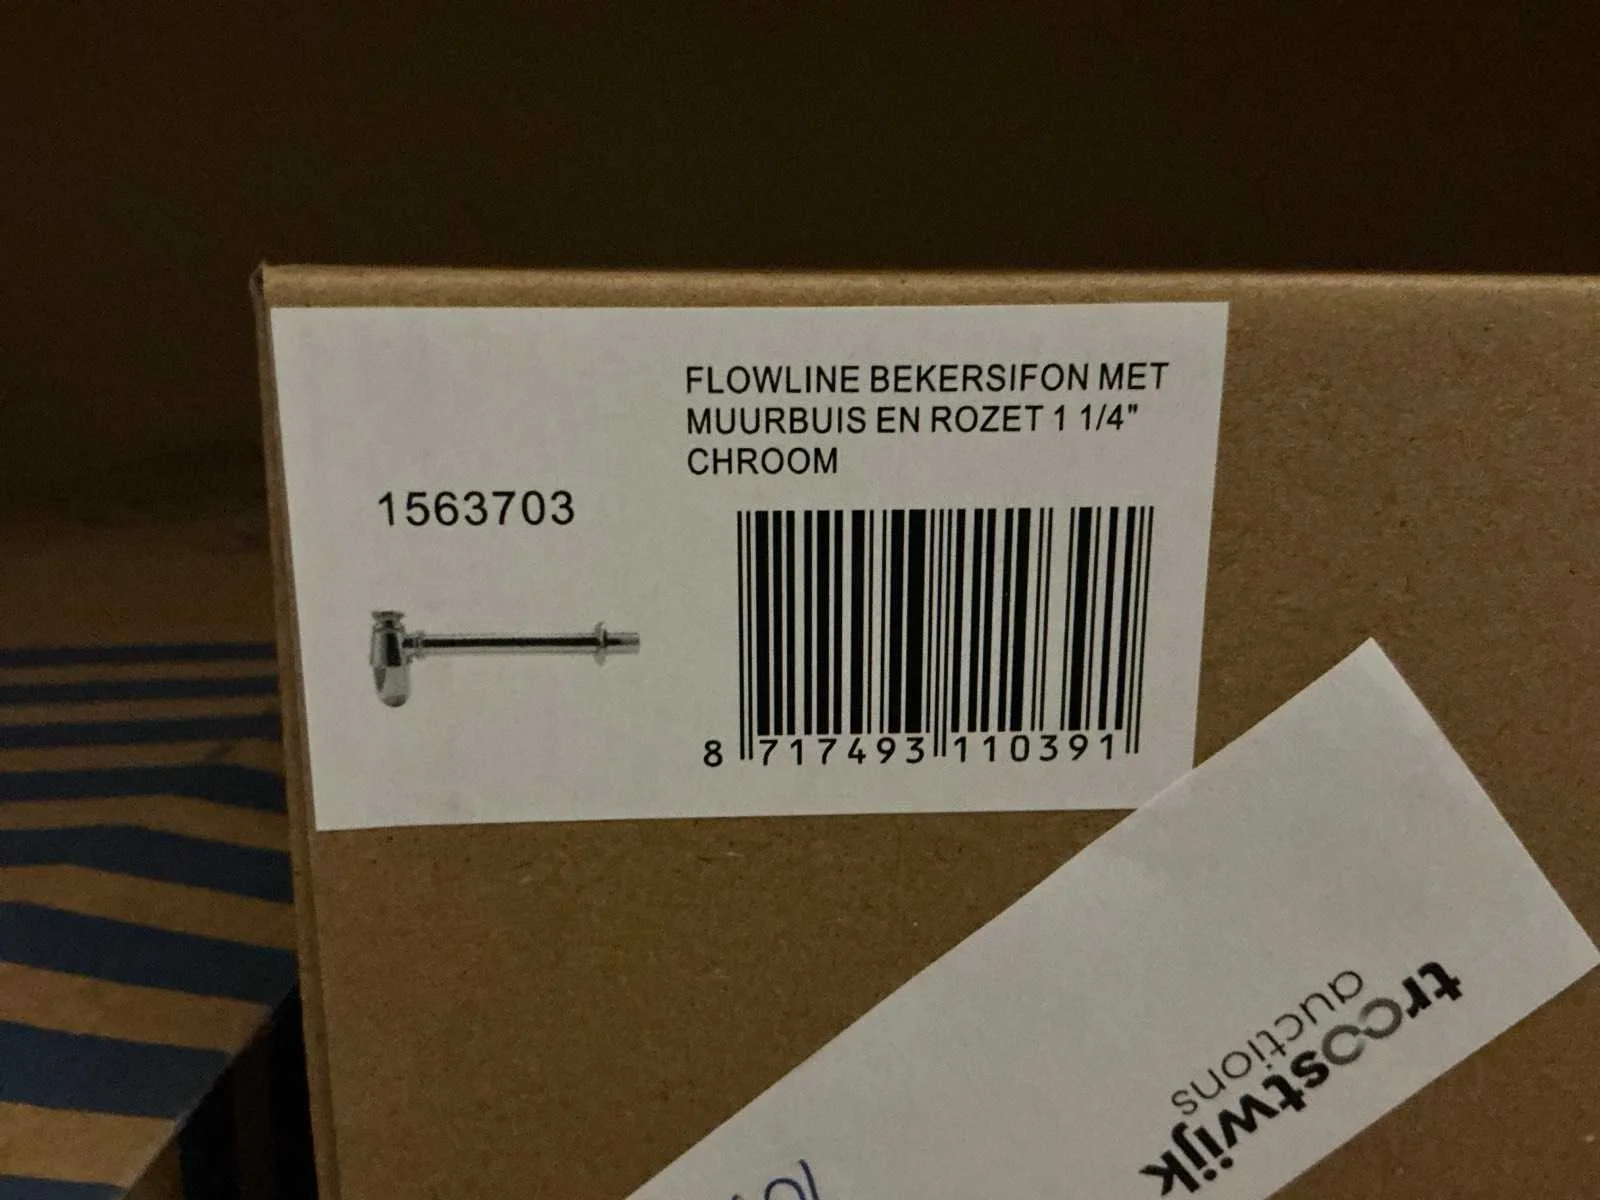 FLOWLINE BEKERSIFON MET
MUURBUIS EN ROZET 1 1/4"
CHROOM
1563703
8 717493 110391
troostwijk
auctions